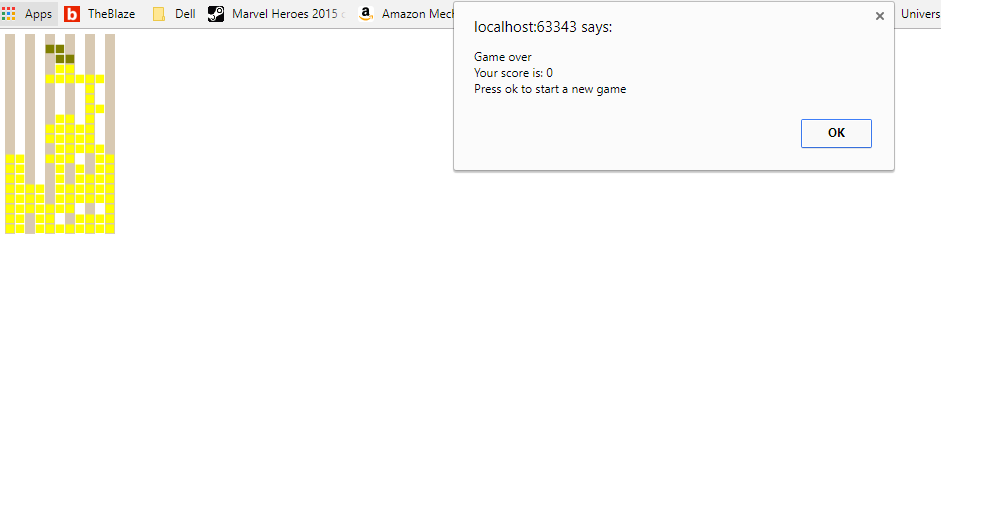 Apps TheBlaze Dell Marvel Heroes 2015 Amazon Mech Univers
localhost:63343 says:
Game over
Your score is: 0
Press ok to start a new game
OK